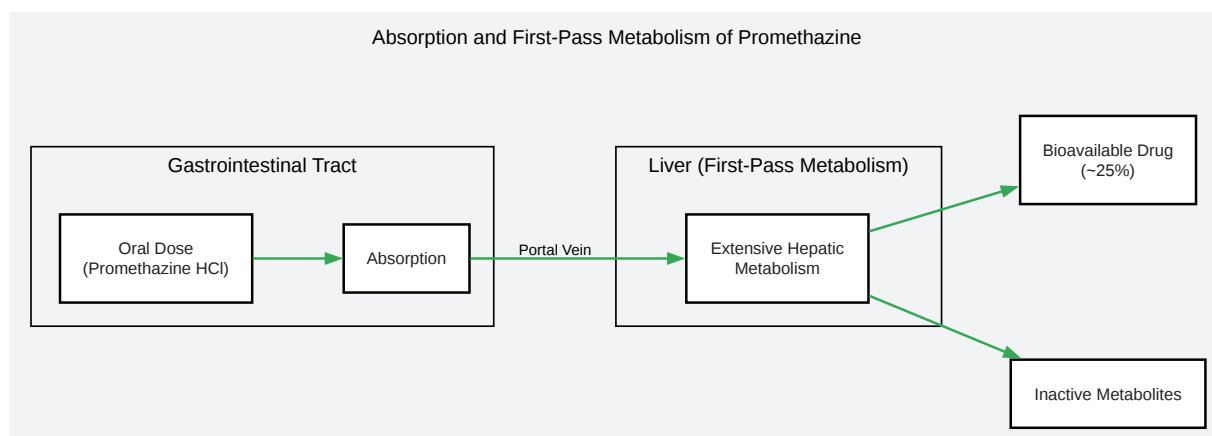 Absorption and First-Pass Metabolism of Promethazine
Gastrointestinal Tract
Oral Dose
(Promethazine HCl)
Absorption
Portal Vein
Liver (First-Pass Metabolism)
Extensive Hepatic
Metabolism
Bioavailable Drug
(~25%)
Inactive Metabolites